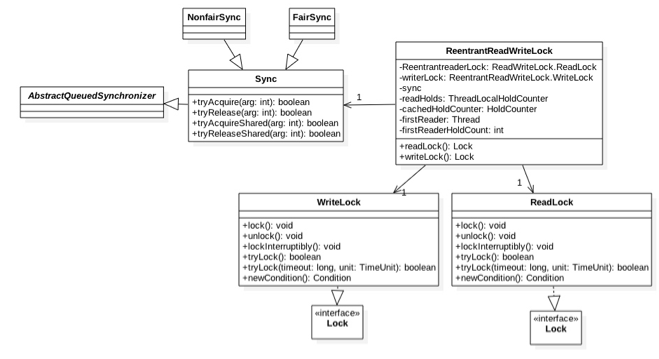 NonfairSync
FairSync
Sync
+tryAcquire(arg: int): boolean
+tryRelease(arg: int): boolean
+tryAcquireShared(arg: int): boolean
+tryReleaseShared(arg: int): boolean
AbstractQueuedSynchronizer
1
ReentrantReadWriteLock
-ReentrantreaderLock: ReadWriteLock.ReadLock
-writerLock: ReentrantReadWriteLock.WriteLock
-sync
-readHolds: ThreadLocalHoldCounter
-cachedHoldCounter: HoldCounter
-firstReader: Thread
-firstReaderHoldCount: int
+readLock(): Lock
+writeLock(): Lock
1
1
WriteLock
+lock(): void
+unlock(): void
+lockInterruptibly(): void
+tryLock(): boolean
+tryLock(timeout: long, unit: TimeUnit): boolean
+newCondition(): Condition
ReadLock
+lock(): void
+unlock(): void
+lockInterruptibly(): void
+tryLock(): boolean
+tryLock(timeout: long, unit: TimeUnit): boolean
+newCondition(): Condition
«interface»
Lock
«interface»
Lock